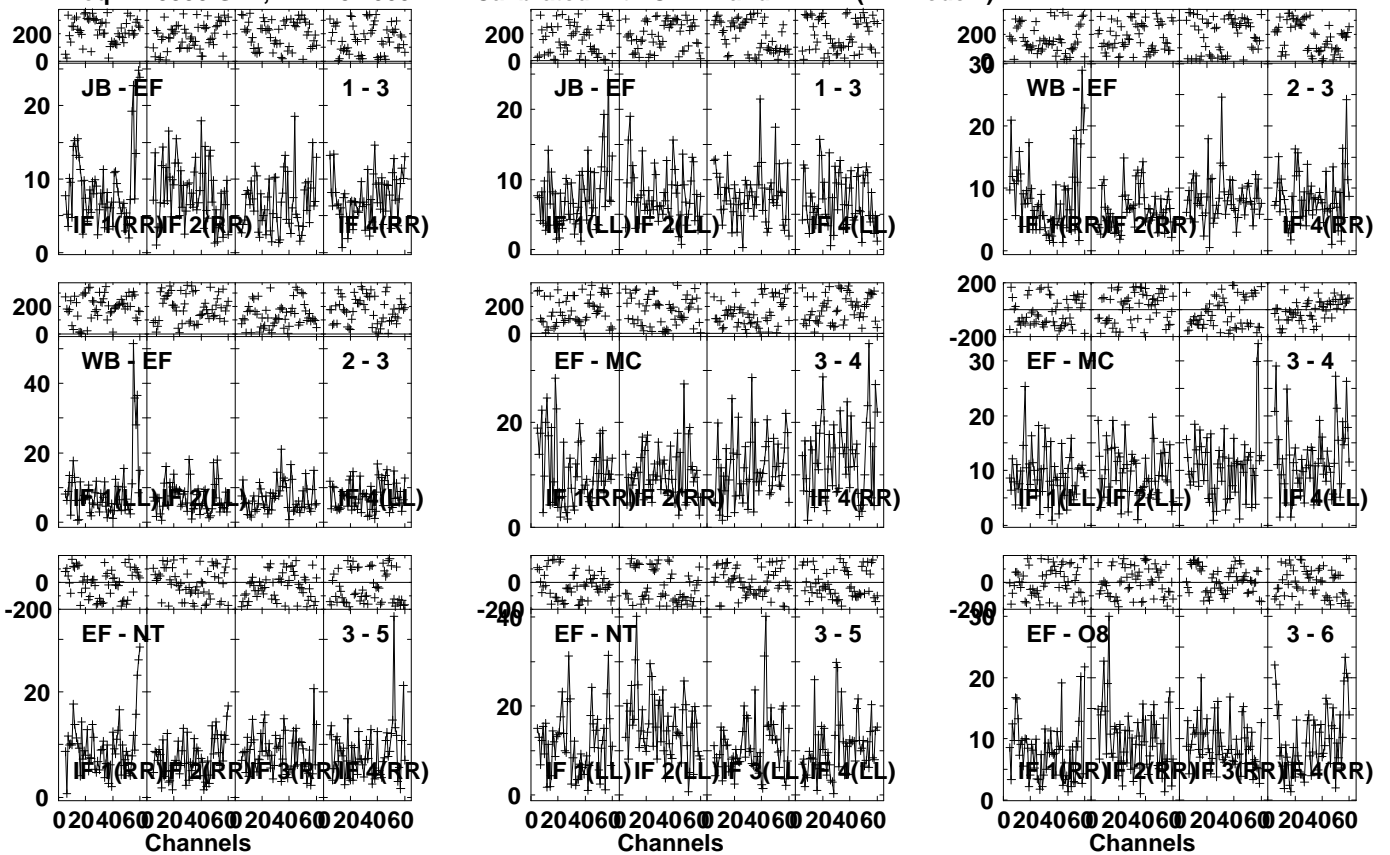 200
0
200
0
200
0
30
JB - EF 1 - 3
JB - EF 1 - 3
WB - EF 2 - 3
20
10
0
20
10
0
20
10
0
IF 1(RR) IF 2(RR) IF 4(RR)
IF 1(LL) IF 2(LL) IF 4(LL)
IF 1(RR) IF 2(RR) IF 4(RR)
200
0
200
0
200
-200
WB - EF 2 - 3
EF - MC 3 - 4
EF - MC 3 - 4
40
20
0
20
0
30
20
10
0
IF 1(LL) IF 2(LL) IF 4(LL)
IF 1(RR) IF 2(RR) IF 4(RR)
IF 1(LL) IF 2(LL) IF 4(LL)
0
-200
0
-200
40
0
-200
30
EF - NT 3 - 5
EF - NT 3 - 5
EF - O8 3 - 6
20
0
20
0
20
10
0
IF 1(RR) IF 2(RR) IF 3(RR) IF 4(RR)
IF 1(LL) IF 2(LL) IF 3(LL) IF 4(LL)
IF 1(RR) IF 2(RR) IF 3(RR) IF 4(RR)
0 20 40 60 0 20 40 60 0 20 40 60 0 20 40 60
0 20 40 60 0 20 40 60 0 20 40 60 0 20 40 60
0 20 40 60 0 20 40 60 0 20 40 60 0 20 40 60
Channels
Channels
Channels